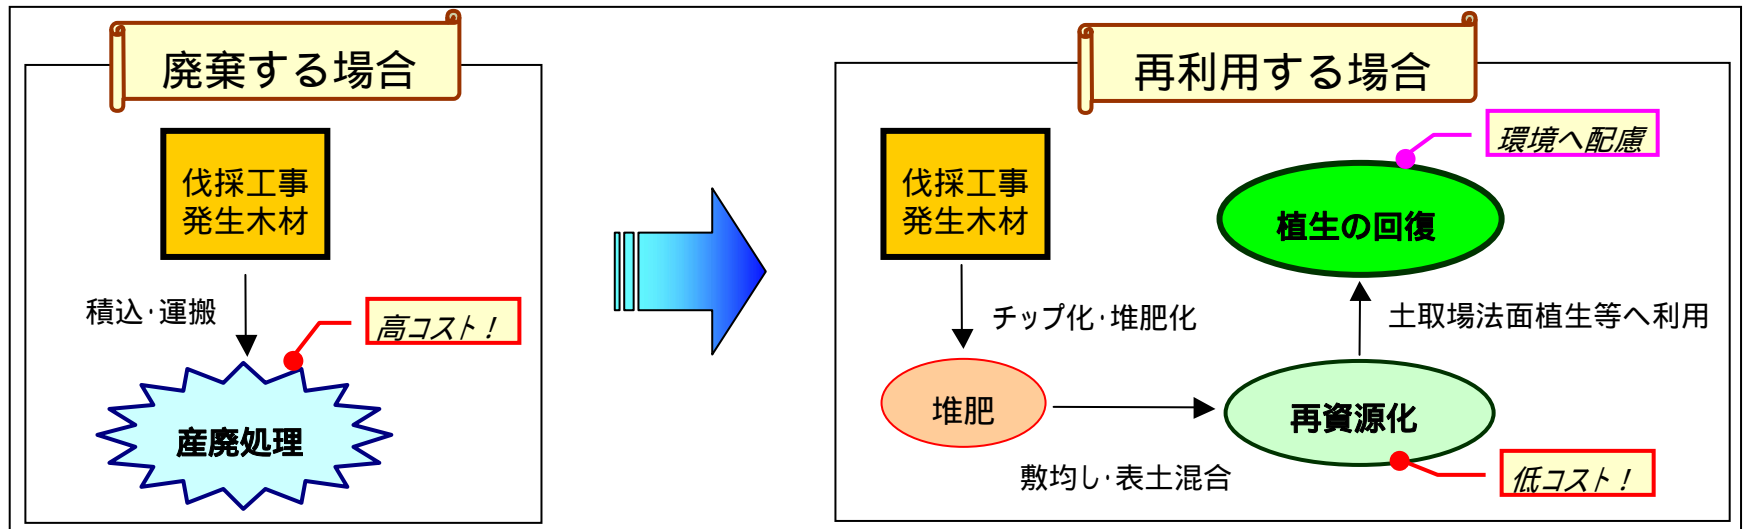 廃棄する場合
伐採工事
発生木材
積込・運搬
高コスト！
産廃処理
再利用する場合
伐採工事
発生木材
チップ化・堆肥化
堆肥
敷均し・表土混合
再資源化
低コスト！
土取場法面植生等へ利用
植生の回復
環境へ配慮